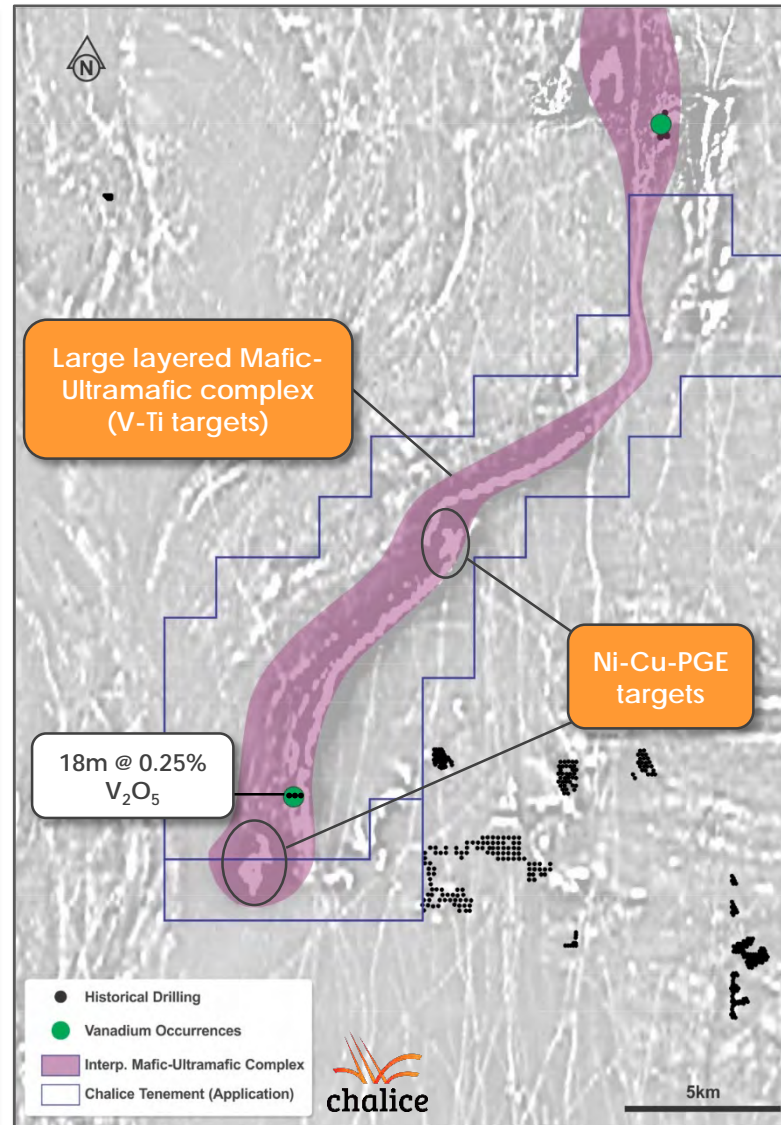 N
Large layered Mafic-
Ultramafic complex
(V-Ti targets)
Ni-Cu-PGE
targets
18m @ 0.25%
V₂O₅
Historical Drilling
Vanadium Occurrences
Interp. Mafic-Ultramafic Complex
Chalice Tenement (Application)
chalice
5km